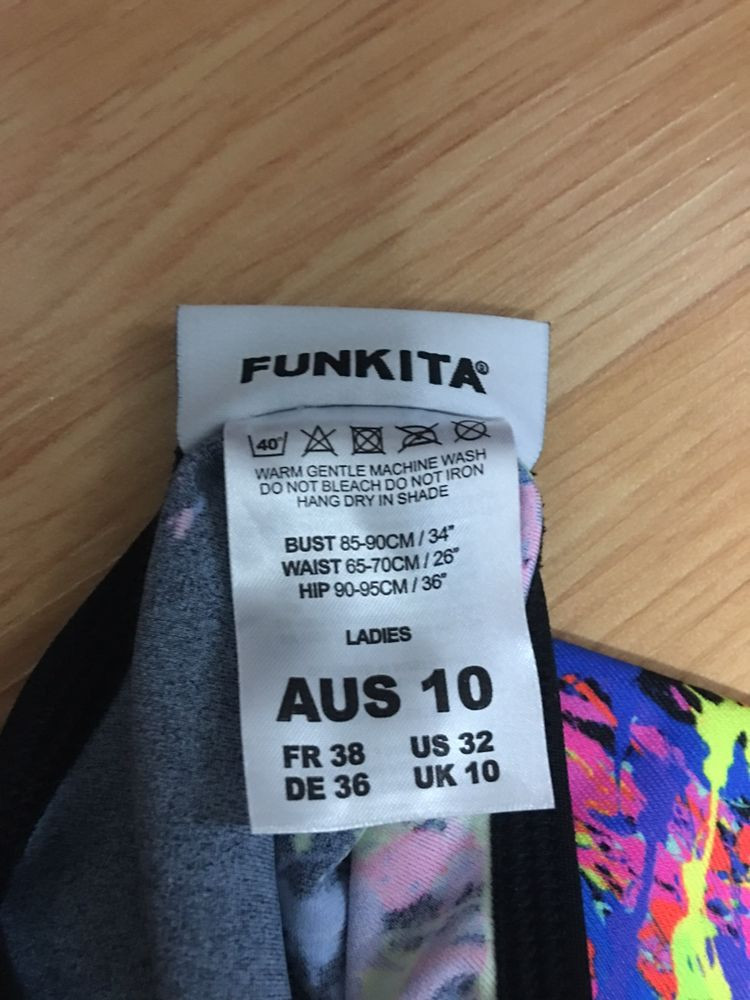 FUNKITA®
40°
WARM GENTLE MACHINE WASH
DO NOT BLEACH DO NOT IRON
HANG DRY IN SHADE
BUST 85-90CM / 34"
WAIST 65-70CM / 26"
HIP 90-95CM / 36"
LADIES
AUS 10
FR 38 US 32
DE 36 UK 10